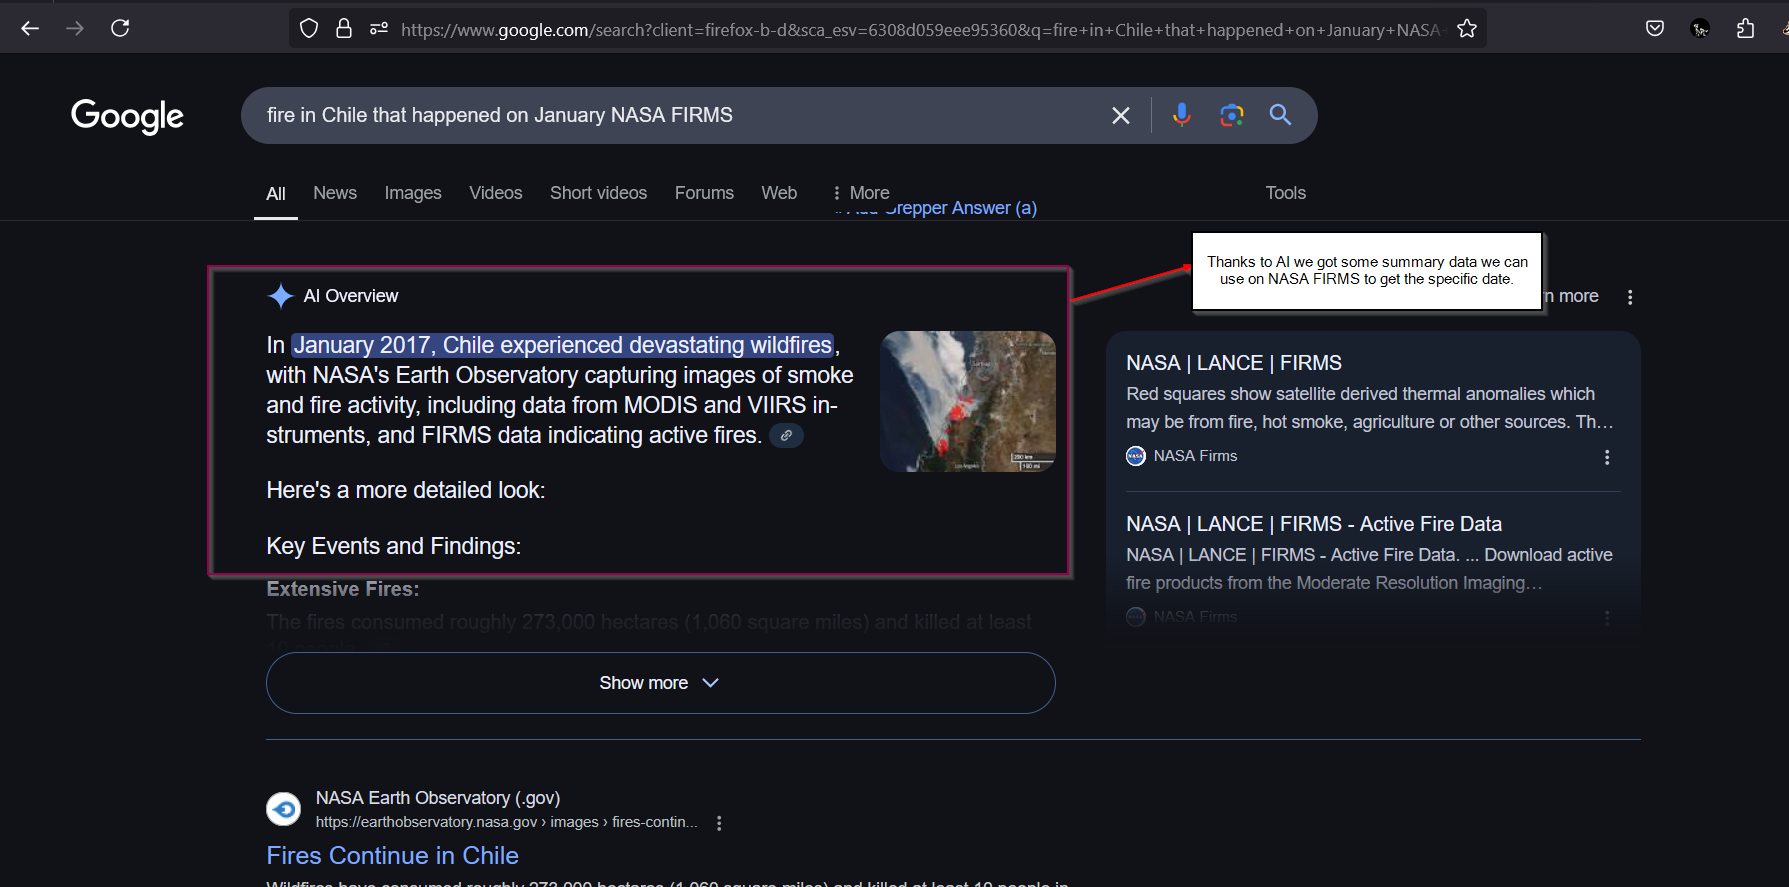 https://www.google.com/search?client=firefox-b-d&sca_esv=6308d059eee95360&q=fire+in+Chile+that+happened+on+January+NASA
Google
fire in Chile that happened on January NASA FIRMS
All News Images Videos Short videos Forums Web More Tools
Grepper Answer (a)
Thanks to AI we got some summary data we can
use on NASA FIRMS to get the specific date.
AI Overview
more
In January 2017, Chile experienced devastating wildfires,
with NASA's Earth Observatory capturing images of smoke
and fire activity, including data from MODIS and VIIRS in-
struments, and FIRMS data indicating active fires.
Here's a more detailed look:
Key Events and Findings:
Extensive Fires:
The fires consumed roughly 273,000 hectares (1,060 square miles) and killed at least
Show more
NASA | LANCE | FIRMS
Red squares show satellite derived thermal anomalies which
may be from fire, hot smoke, agriculture or other sources. Th...
NASA Firms
NASA | LANCE | FIRMS - Active Fire Data
NASA | LANCE | FIRMS - Active Fire Data. ... Download active
fire products from the Moderate Resolution Imaging...
NASA Firms
NASA Earth Observatory (.gov)
https://earthobservatory.nasa.gov › images › fires-contin...
Fires Continue in Chile
Wildfires have consumed roughly 273,000 hectares (1,060 square miles) and killed at least 10 people in